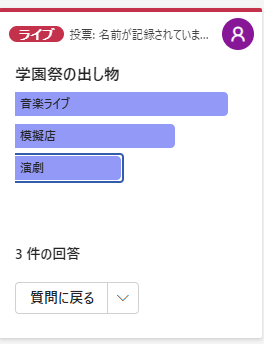 ライブ 投票: 名前が記録されていま...
学園祭の出し物
音楽ライブ
模擬店
演劇
3 件の回答
質問に戻る